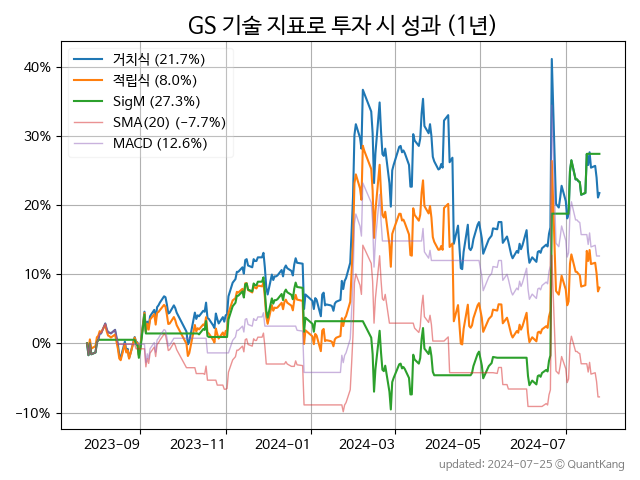 GS 기술 지표로 투자 시 성과 (1년)
거치식 (21.7%)
적립식 (8.0%)
SigM (27.3%)
SMA(20) (−7.7%)
MACD (12.6%)
40%
30%
20%
10%
0%
−10%
2023-09
2023-11
2024-01
2024-03
2024-05
2024-07
updated: 2024-07-25 © QuantKang